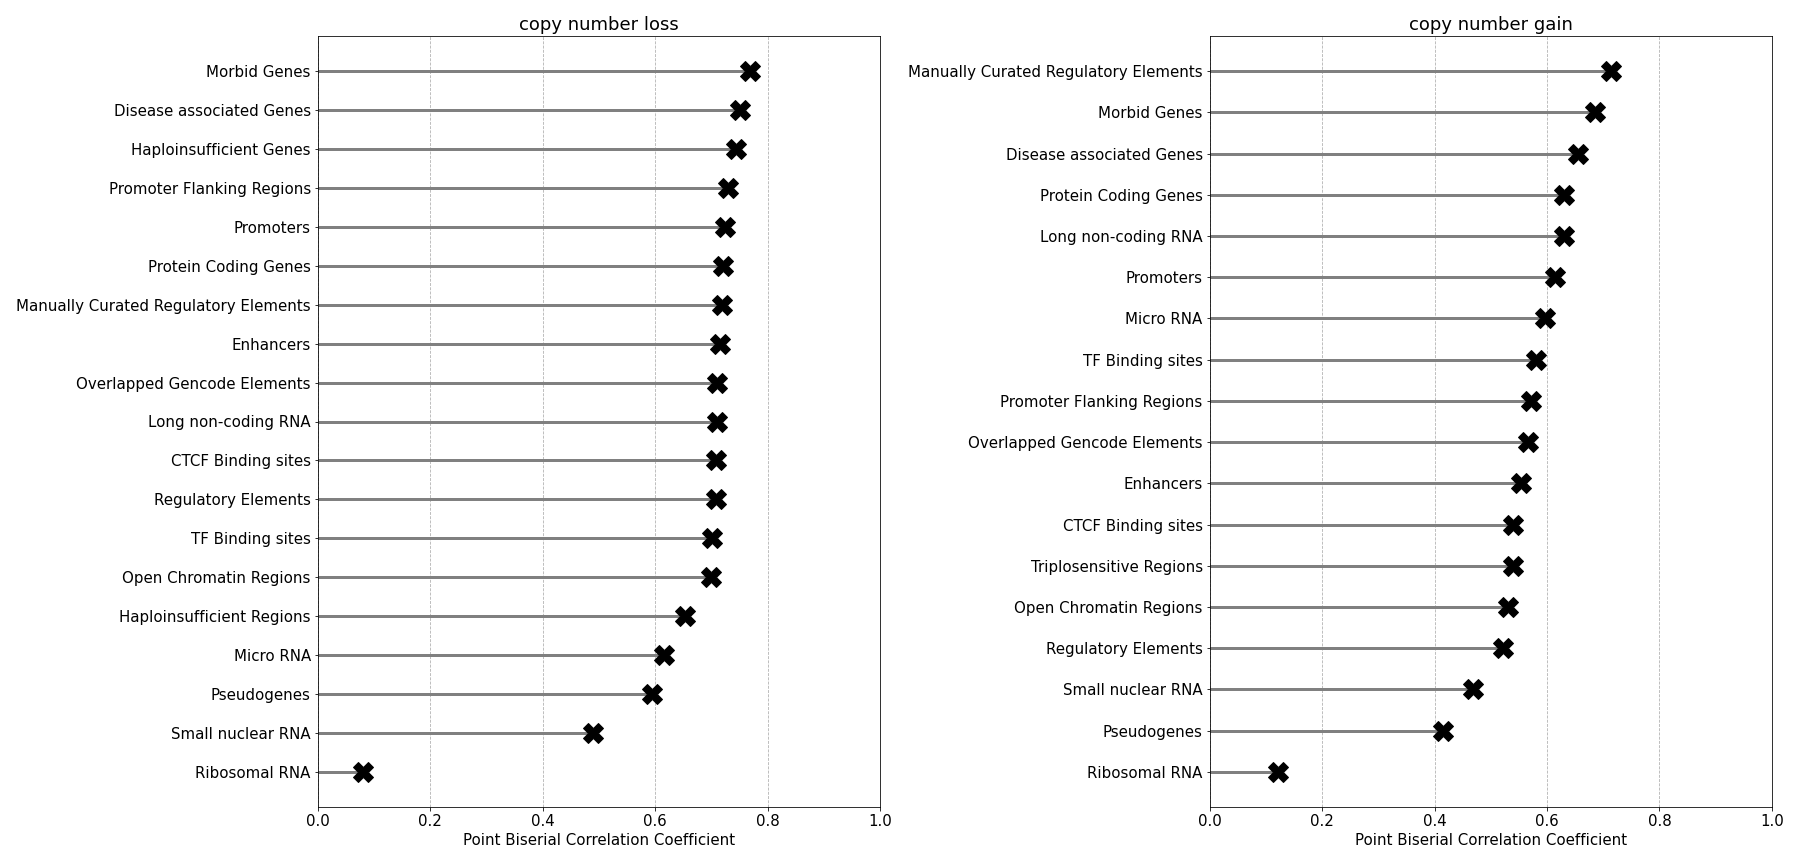 copy number loss
Morbid Genes
Disease associated Genes
Haploinsufficient Genes
Promoter Flanking Regions
Promoters
Protein Coding Genes
Manually Curated Regulatory Elements
Enhancers
Overlapped Gencode Elements
Long non-coding RNA
CTCF Binding sites
Regulatory Elements
TF Binding sites
Open Chromatin Regions
Haploinsufficient Regions
Micro RNA
Pseudogenes
Small nuclear RNA
Ribosomal RNA
0.0 0.2 0.4 0.6 0.8 1.0
Point Biserial Correlation Coefficient
copy number gain
Manually Curated Regulatory Elements
Morbid Genes
Disease associated Genes
Protein Coding Genes
Long non-coding RNA
Promoters
Micro RNA
TF Binding sites
Promoter Flanking Regions
Overlapped Gencode Elements
Enhancers
CTCF Binding sites
Triplosensitive Regions
Open Chromatin Regions
Regulatory Elements
Small nuclear RNA
Pseudogenes
Ribosomal RNA
0.0 0.2 0.4 0.6 0.8 1.0
Point Biserial Correlation Coefficient